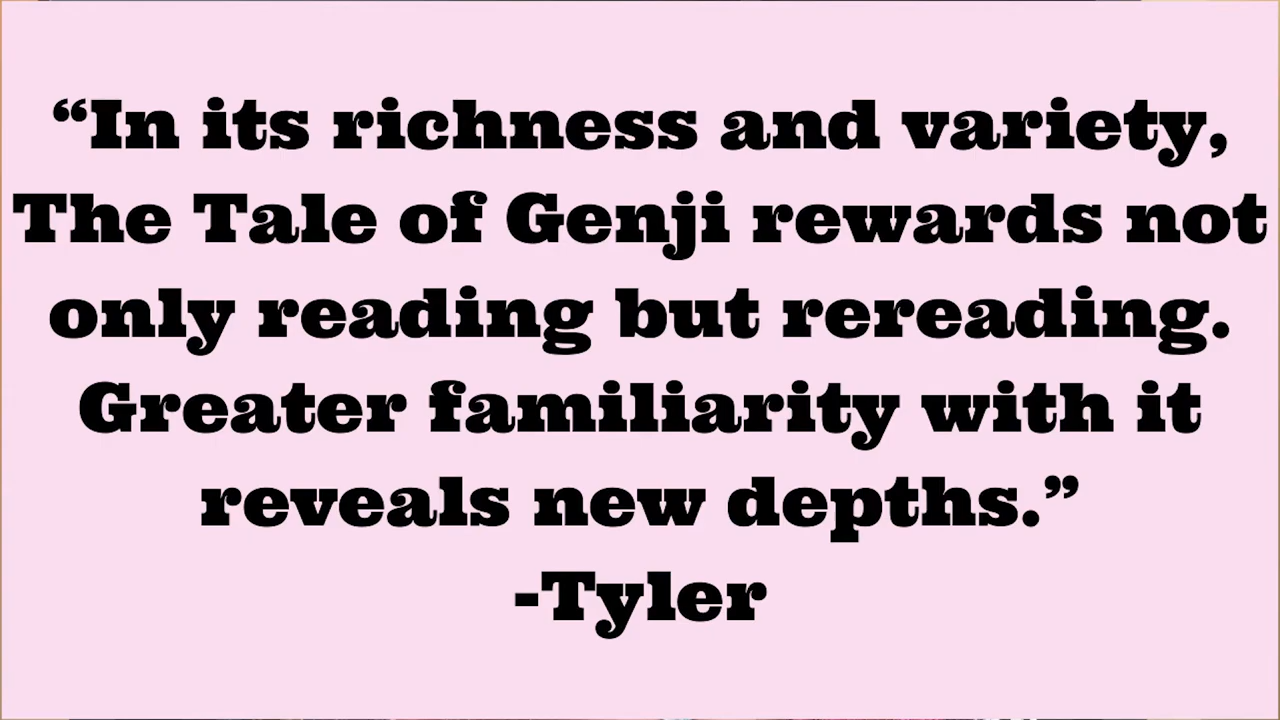 “In its richness and variety,
The Tale of Genji rewards not
only reading but rereading.
Greater familiarity with it
reveals new depths.”
-Tyler